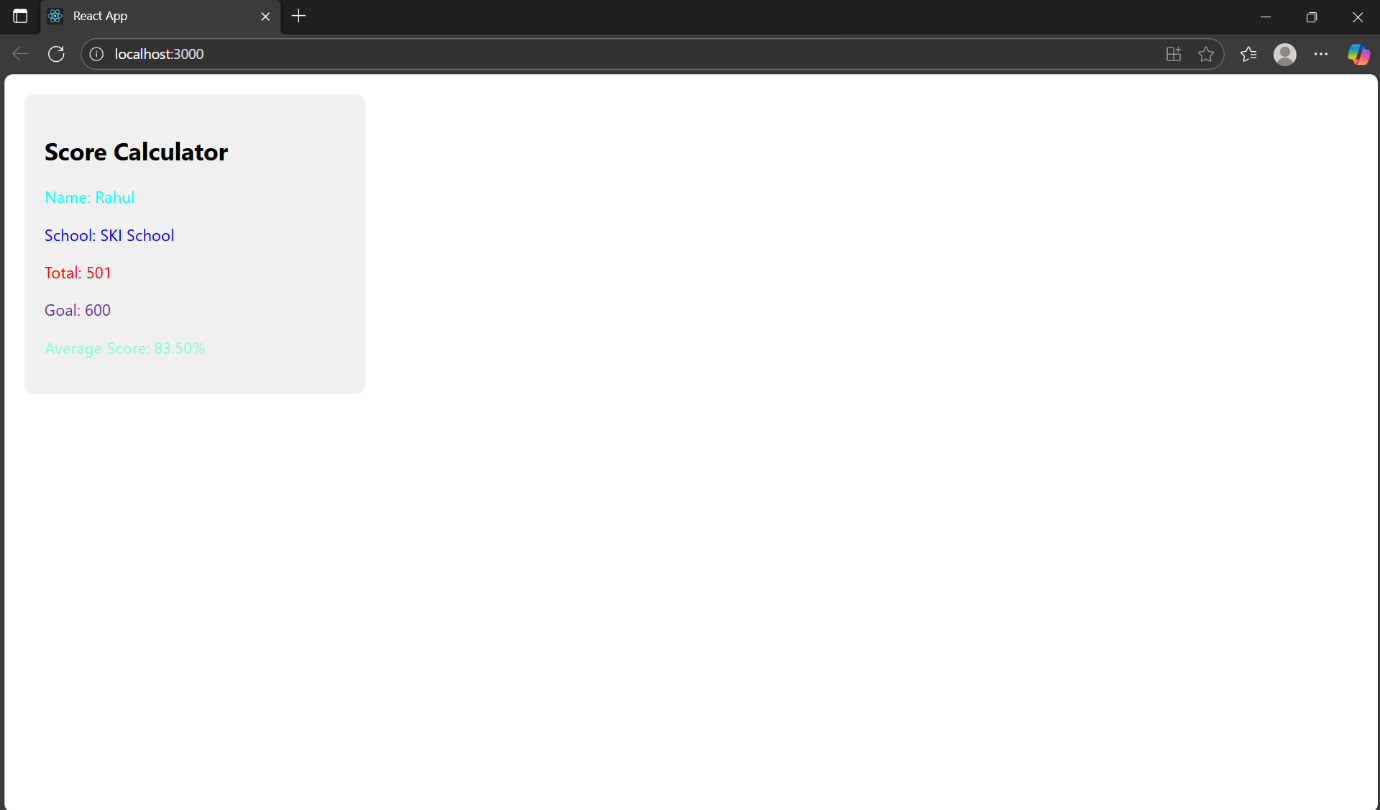 React App
localhost:3000
Score Calculator
Name: Rahul
School: SKI School
Total: 501
Goal: 600
Average Score: 83.50%